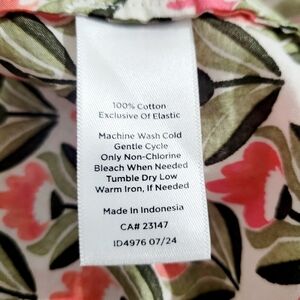 100% Cotton
Exclusive Of Elastic
Machine Wash Cold
Gentle Cycle
Only Non-Chlorine
Bleach When Needed
Tumble Dry Low
Warm Iron, If Needed
Made In Indonesia
CA# 23147
ID4976 07/24